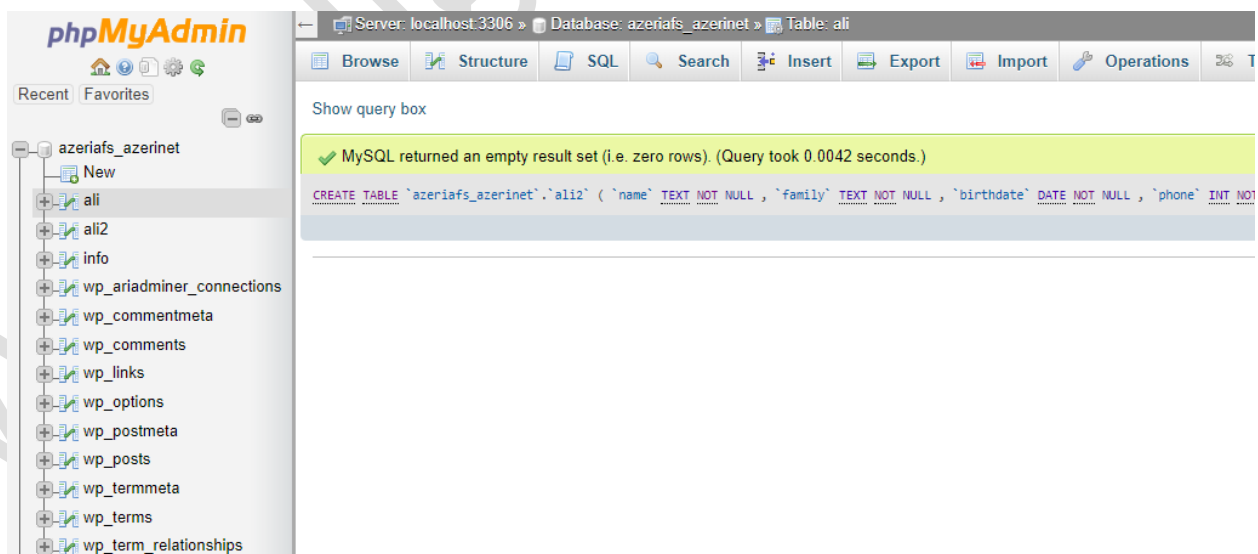 phpMyAdmin
Recent Favorites
azeriafs_azerinet
New
ali
ali2
info
wp_ariadminer_connections
wp_commentmeta
wp_comments
wp_links
wp_options
wp_postmeta
wp_posts
wp_termmeta
wp_terms
wp_term_relationships
Server: localhost:3306 » Database: azeriafs_azerinet » Table: ali
Browse Structure SQL Search Insert Export Import Operations T
Show query box
MySQL returned an empty result set (i.e. zero rows). (Query took 0.0042 seconds.)
CREATE TABLE `azeriafs_azerinet`.`ali2` ( `name` TEXT NOT NULL , `family` TEXT NOT NULL , `birthdate` DATE NOT NULL , `phone` INT NOT